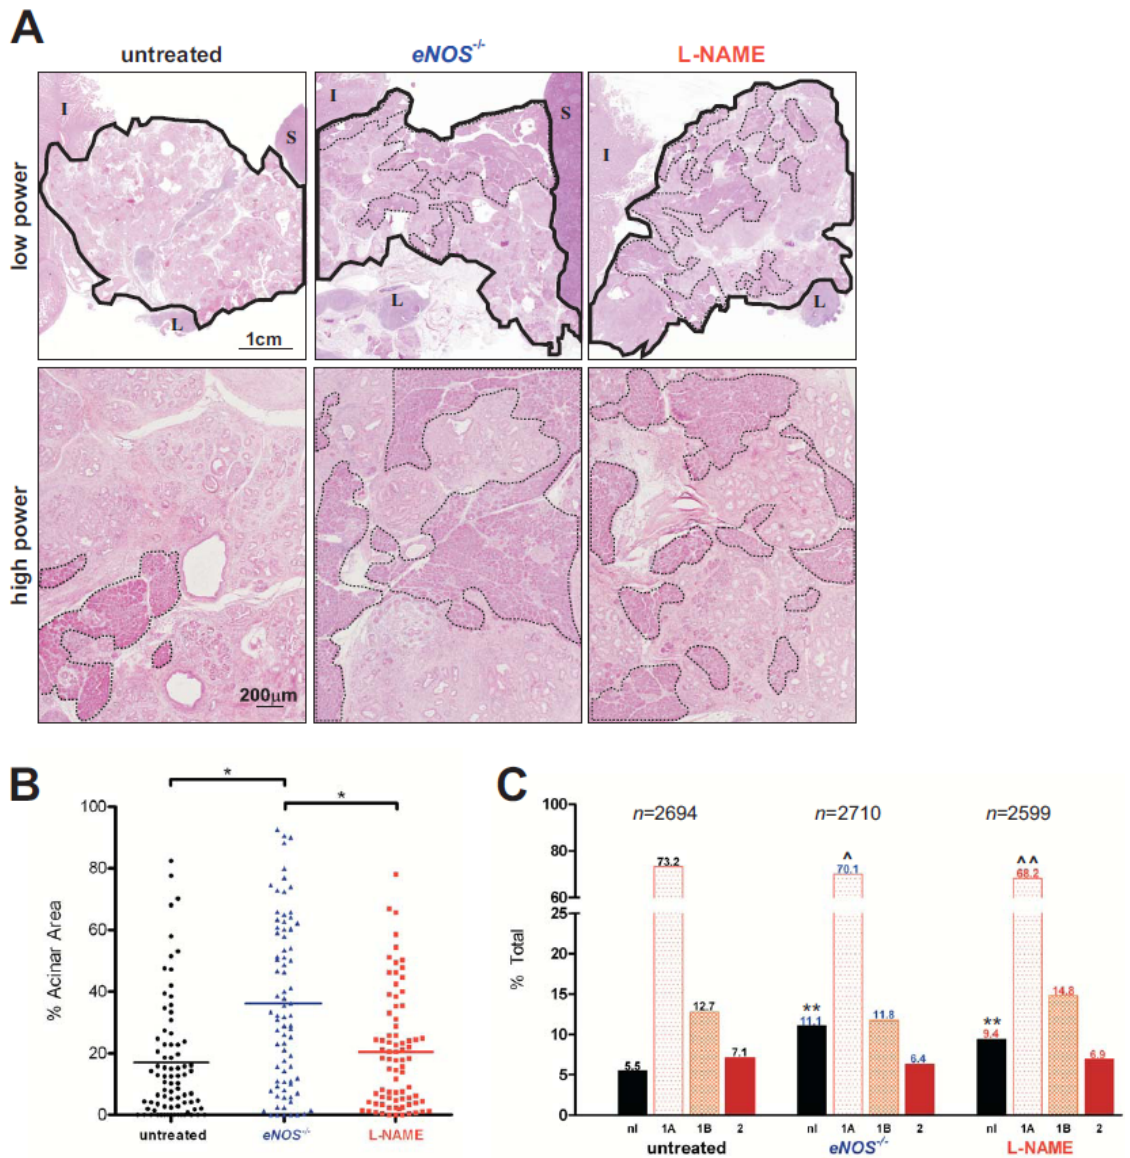 A
untreated
eNOS-/-
L-NAME
low power
I
S
L
1cm
I
S
L
I
L
high power
200μm
B
*
*
% Acinar Area
100
80
60
40
20
0
untreated
eNOS-/-
L-NAME
C
% Total
100
80
60
25
20
15
10
5
0
n=2694
n=2710
n=2599
73.2
^
70.1
^ ^
68.2
5.5
12.7
7.1
**
11.1
11.8
6.4
**
9.4
14.8
6.9
nl 1A 1B 2
nl 1A 1B 2
nl 1A 1B 2
untreated
eNOS-/-
L-NAME